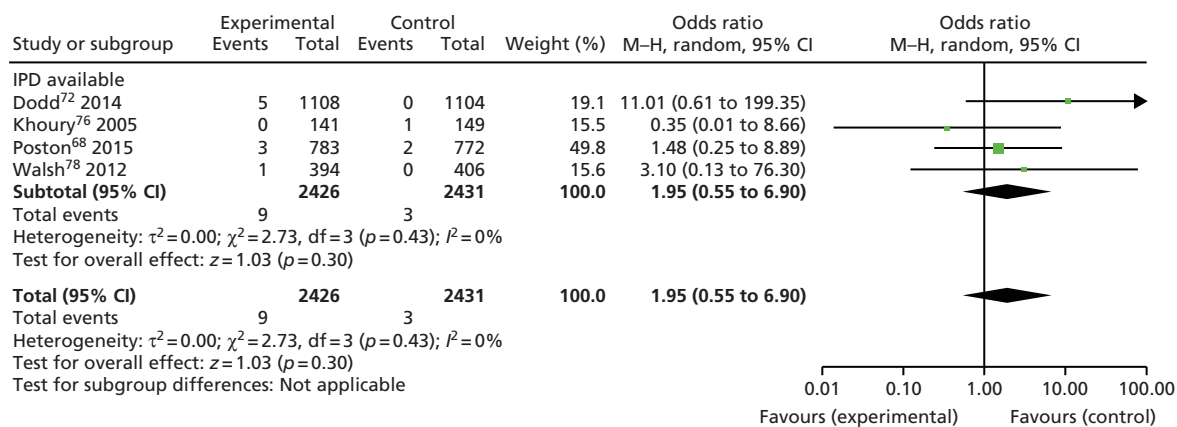 Experimental Control Odds ratio Odds ratio
Study or subgroup Events Total Events Total Weight (%) M–H, random, 95% CI M–H, random, 95% CI
IPD available
Dodd⁷² 2014 5 1108 0 1104 19.1 11.01 (0.61 to 199.35)
Khoury⁷⁶ 2005 0 141 1 149 15.5 0.35 (0.01 to 8.66)
Poston⁶⁸ 2015 3 783 2 772 49.8 1.48 (0.25 to 8.89)
Walsh⁷⁸ 2012 1 394 0 406 15.6 3.10 (0.13 to 76.30)
Subtotal (95% CI) 2426 2431 100.0 1.95 (0.55 to 6.90)
Total events 9 3
Heterogeneity: τ²=0.00; χ²=2.73, df=3 (p=0.43); I²=0%
Test for overall effect: z=1.03 (p=0.30)
Total (95% CI) 2426 2431 100.0 1.95 (0.55 to 6.90)
Total events 9 3
Heterogeneity: τ²=0.00; χ²=2.73, df=3 (p=0.43); I²=0%
Test for overall effect: z=1.03 (p=0.30)
Test for subgroup differences: Not applicable
0.01 0.10 1.00 10.00 100.00
Favours (experimental) Favours (control)